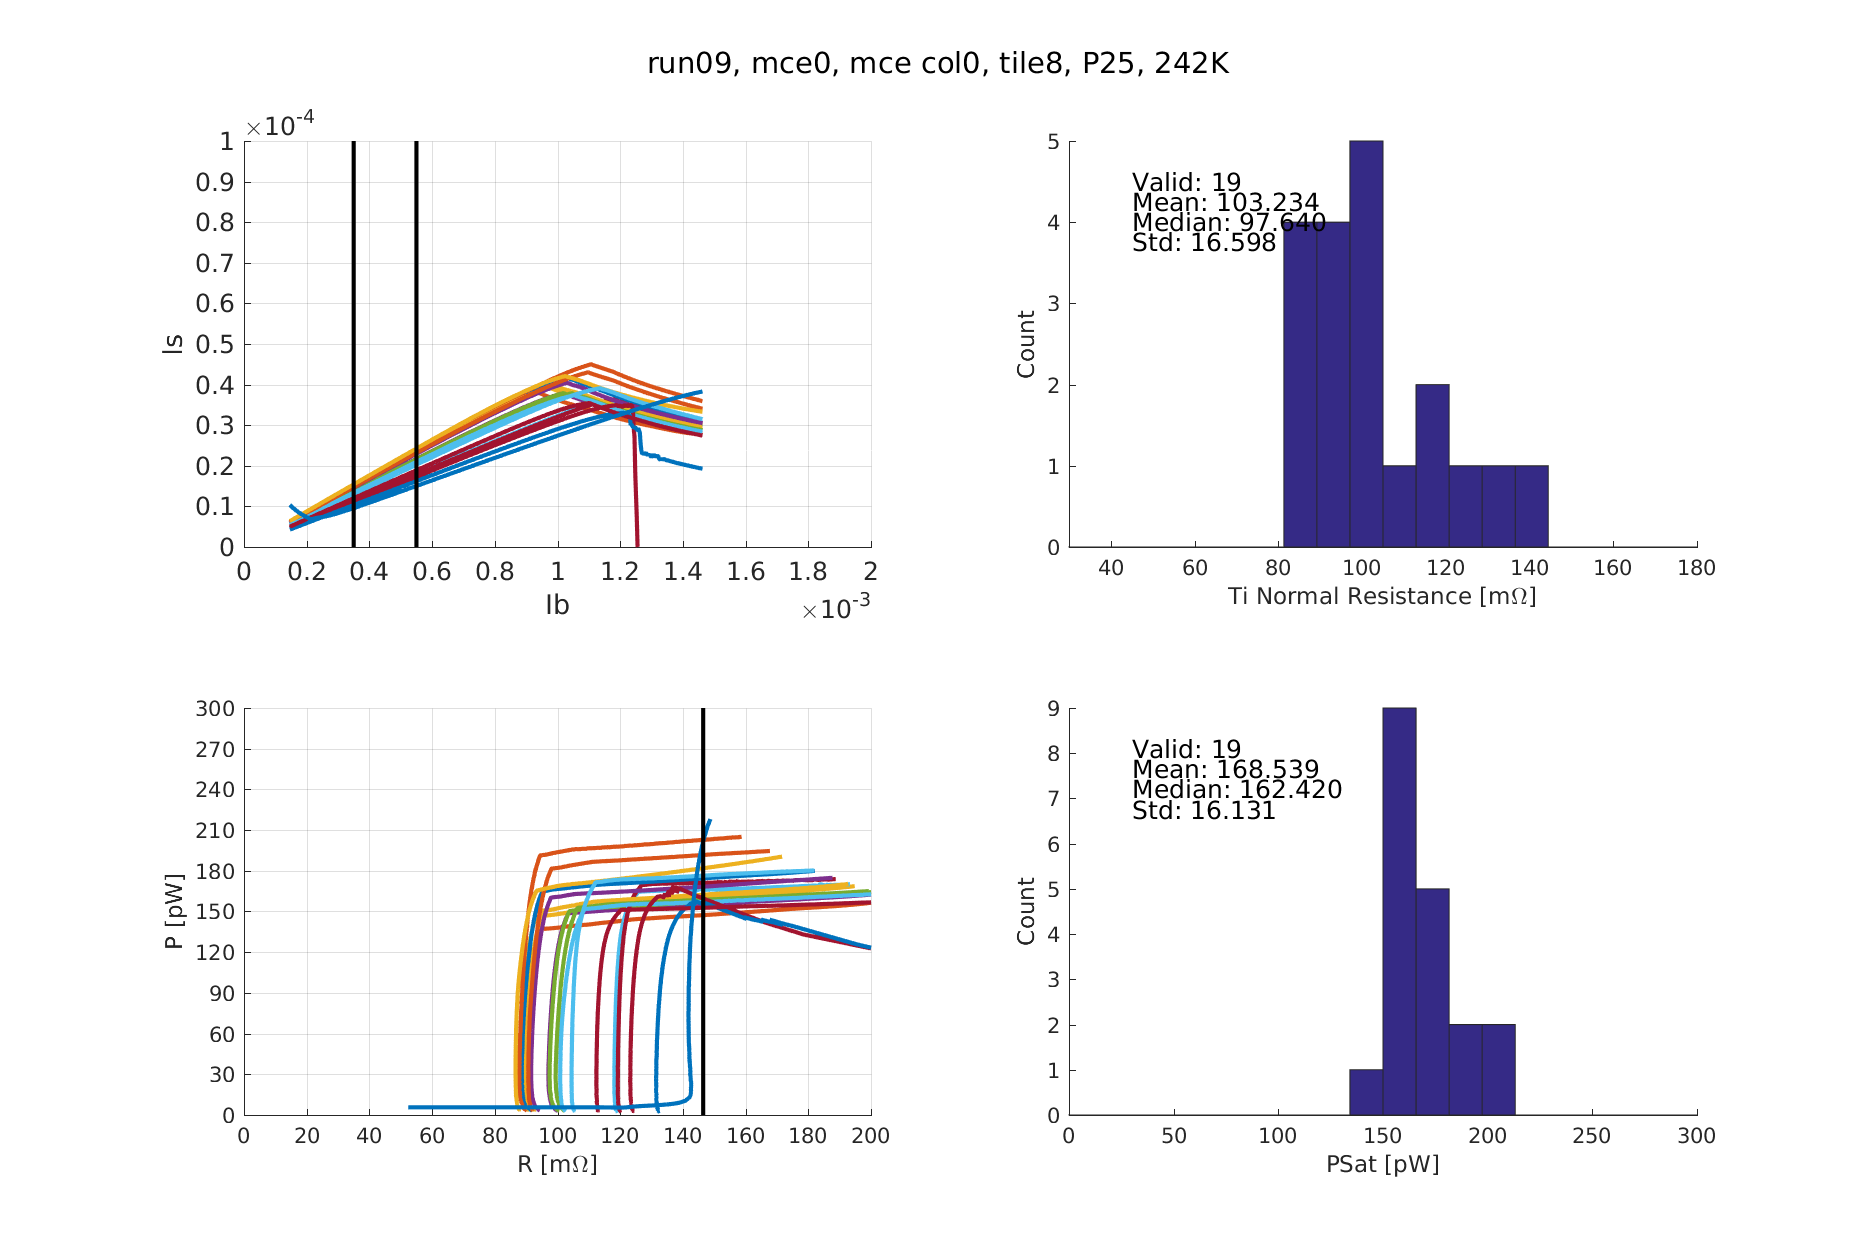 run09, mce0, mce col0, tile8, P25, 242K
×10-4
1
0.9
0.8
0.7
0.6
0.5
0.4
0.3
0.2
0.1
0
Is
0 0.2 0.4 0.6 0.8 1 1.2 1.4 1.6 1.8 2
Ib
×10-3
5
4
3
2
1
0
Count
Valid: 19
Mean: 103.234
Median: 97.640
Std: 16.598
40 60 80 100 120 140 160 180
Ti Normal Resistance [mΩ]
300
270
240
210
180
150
120
90
60
30
0
P [pW]
0 20 40 60 80 100 120 140 160 180 200
R [mΩ]
9
8
7
6
5
4
3
2
1
0
Count
Valid: 19
Mean: 168.539
Median: 162.420
Std: 16.131
0 50 100 150 200 250 300
PSat [pW]